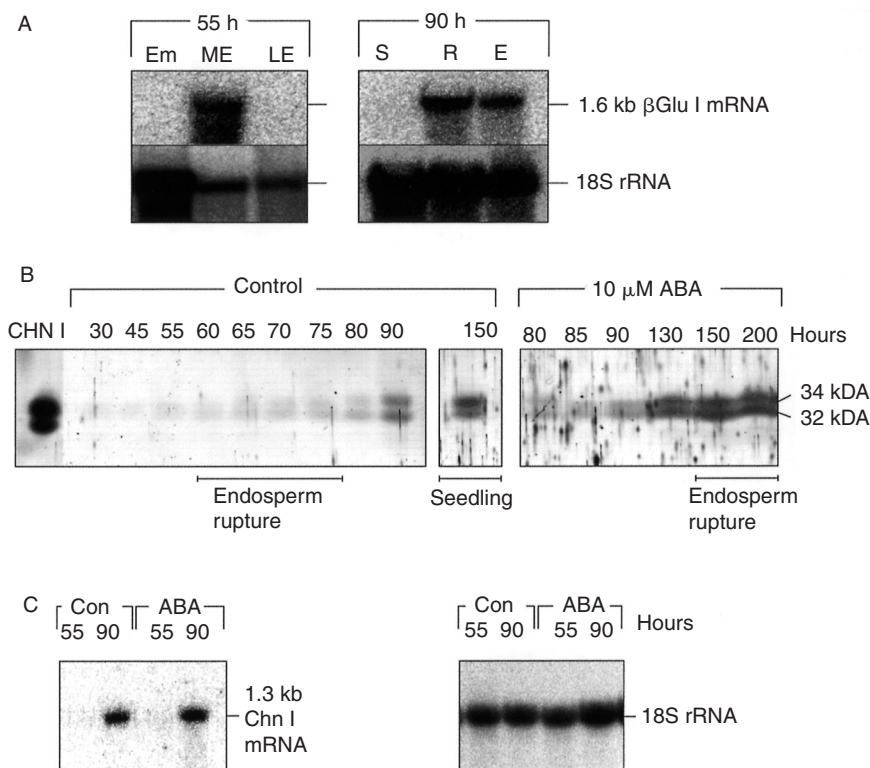 A
55 h
90 h
Em ME LE
S R E
1.6 kb βGlu I mRNA
18S rRNA
B
Control
10 μM ABA
CHN I 30 45 55 60 65 70 75 80 90 150 80 85 90 130 150 200 Hours
34 kDA
32 kDA
Endosperm
rupture
Seedling
Endosperm
rupture
C
Con ABA
55 90 55 90
1.3 kb
Chn I
mRNA
Con ABA
55 90 55 90 Hours
18S rRNA